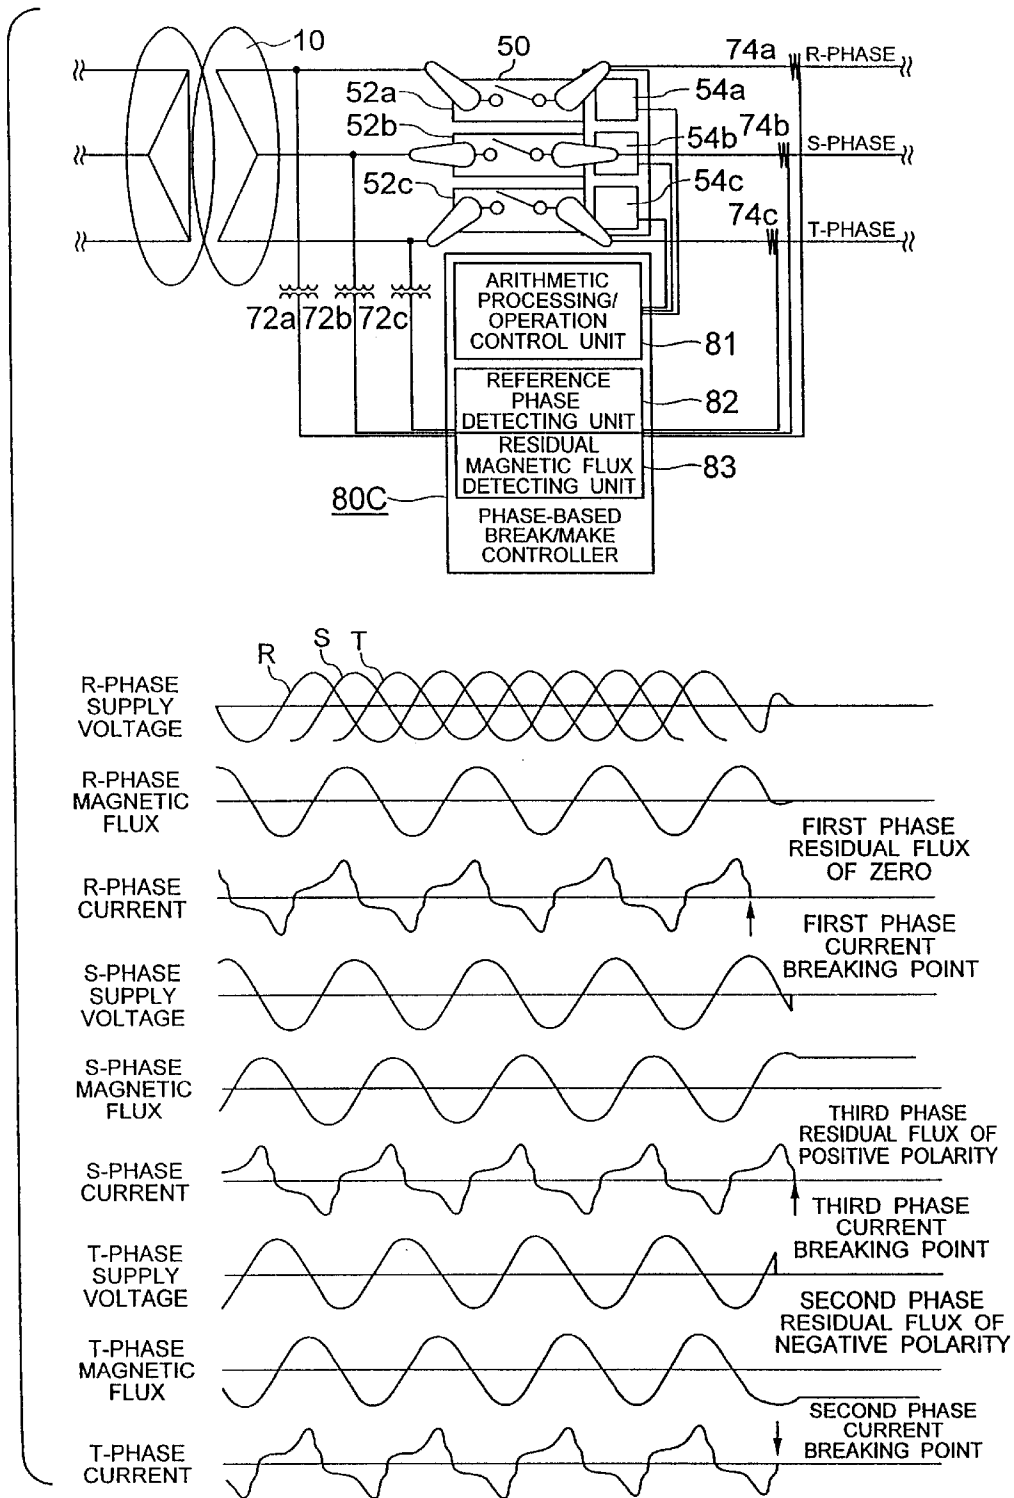 10
50
74a
R-PHASE
52a
54a
52b
74b
54b
S-PHASE
52c
54c
74c
T-PHASE
72a
72b
72c
ARITHMETIC
PROCESSING/
OPERATION
CONTROL UNIT
81
REFERENCE
PHASE
DETECTING UNIT
82
RESIDUAL
MAGNETIC FLUX
DETECTING UNIT
83
80C
PHASE-BASED
BREAK/MAKE
CONTROLLER
R
S
T
R-PHASE
SUPPLY
VOLTAGE
R-PHASE
MAGNETIC
FLUX
FIRST PHASE
RESIDUAL FLUX
OF ZERO
R-PHASE
CURRENT
FIRST PHASE
CURRENT
BREAKING POINT
S-PHASE
SUPPLY
VOLTAGE
S-PHASE
MAGNETIC
FLUX
THIRD PHASE
RESIDUAL FLUX OF
POSITIVE POLARITY
S-PHASE
CURRENT
THIRD PHASE
CURRENT
BREAKING POINT
T-PHASE
SUPPLY
VOLTAGE
SECOND PHASE
RESIDUAL FLUX OF
NEGATIVE POLARITY
T-PHASE
MAGNETIC
FLUX
SECOND PHASE
CURRENT
BREAKING POINT
T-PHASE
CURRENT